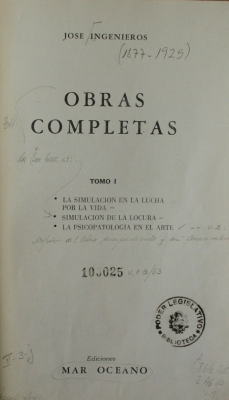 JOSE INGENIEROS
(1877-1925)
OBRAS
COMPLETAS
TOMO I
• LA SIMULACION EN LA LUCHA
POR LA VIDA –
• SIMULACION DE LA LOCURA –
• LA PSICOPATOLOGIA EN EL ARTE
100025
PODER LEGISLATIVO
BIBLIOTECA
Ediciones
MAR OCEANO